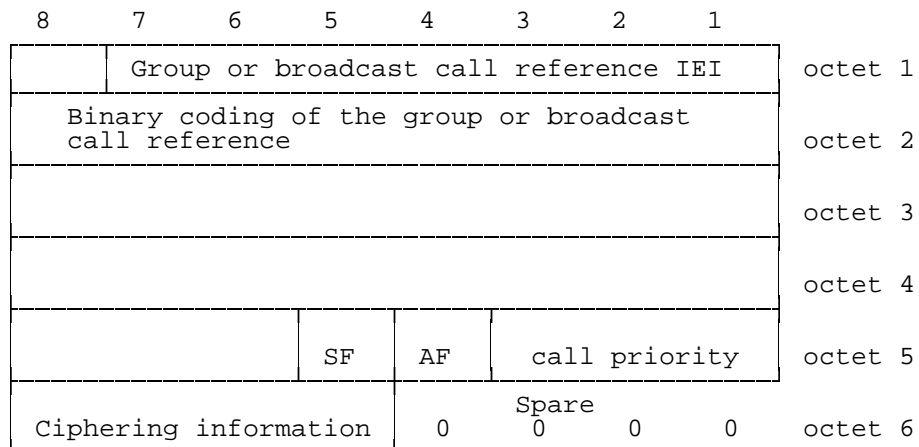 8 7 6 5 4 3 2 1
Group or broadcast call reference IEI octet 1
Binary coding of the group or broadcast
call reference octet 2
octet 3
octet 4
SF AF call priority octet 5
Spare
Ciphering information 0 0 0 0 octet 6